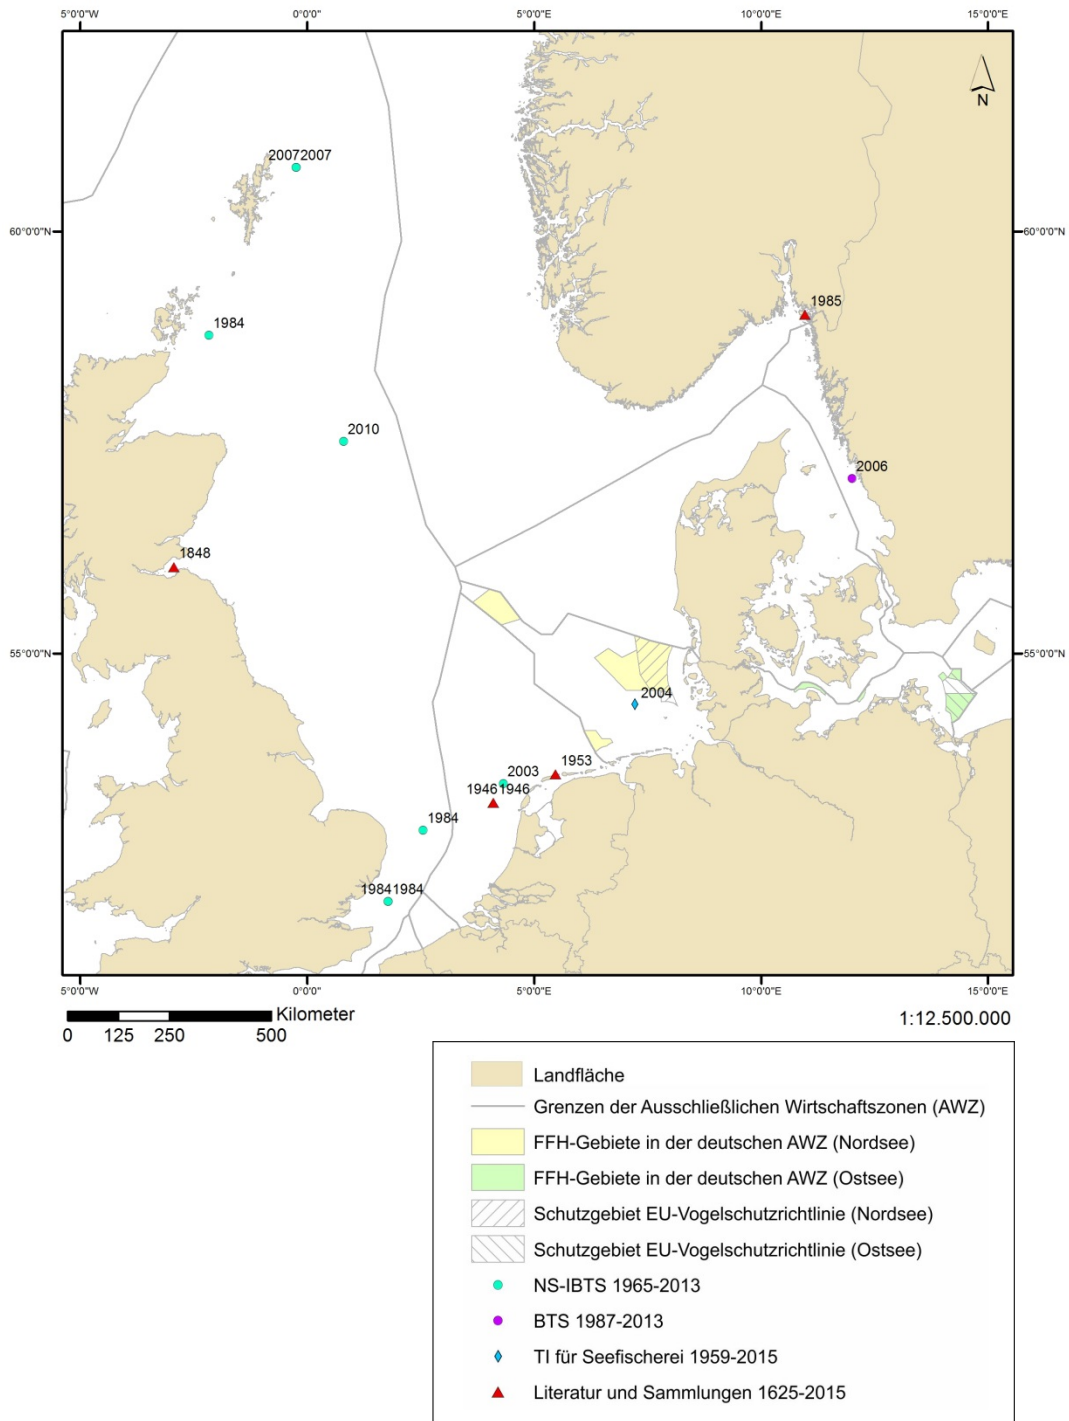 5°0'0"W 0°0'0"E 5°0'0"E 10°0'0"E 15°0'0"E
N
20072007
60°0'0"N 60°0'0"N
1985
1984
2010
2006
1848
55°0'0"N 55°0'0"N
2004
1953
2003
1946 1946
1984
19841984
5°0'0"W 0°0'0"E 5°0'0"E 10°0'0"E 15°0'0"E
Kilometer
0 125 250 500
1:12.500.000
Landfläche
Grenzen der Ausschließlichen Wirtschaftszonen (AWZ)
FFH-Gebiete in der deutschen AWZ (Nordsee)
FFH-Gebiete in der deutschen AWZ (Ostsee)
Schutzgebiet EU-Vogelschutzrichtlinie (Nordsee)
Schutzgebiet EU-Vogelschutzrichtlinie (Ostsee)
NS-IBTS 1965-2013
BTS 1987-2013
TI für Seefischerei 1959-2015
Literatur und Sammlungen 1625-2015